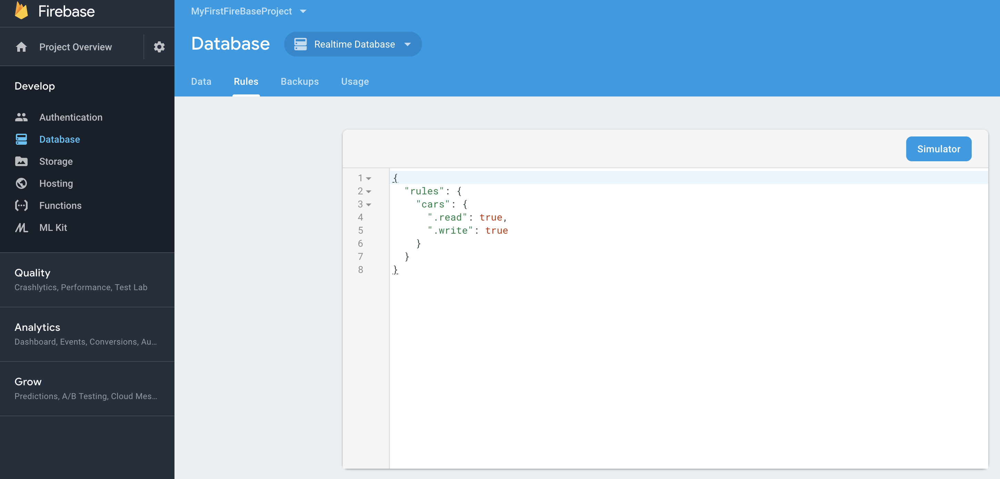 Firebase
Project Overview
Develop
Authentication
Database
Storage
Hosting
Functions
ML Kit
Quality
Crashlytics, Performance, Test Lab
Analytics
Dashboard, Events, Conversions, Au...
Grow
Predictions, A/B Testing, Cloud Mes...
MyFirstFireBaseProject
Database Realtime Database
Data Rules Backups Usage
Simulator
1 {
2 "rules": {
3 "cars": {
4 ".read": true,
5 ".write": true
6 }
7 }
8 }